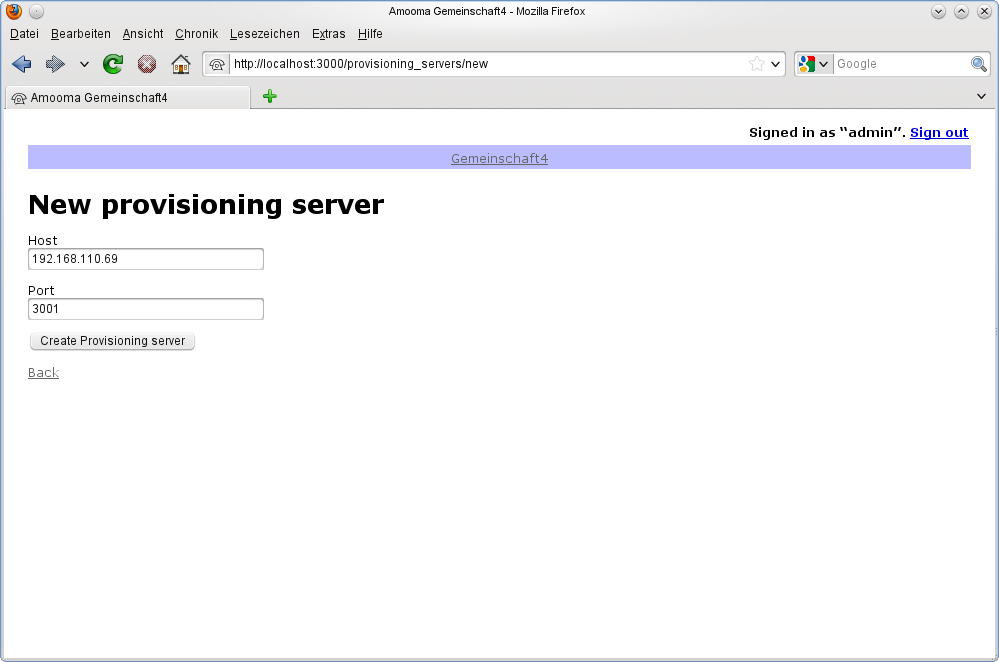 Amooma Gemeinschaft4 - Mozilla Firefox
Datei Bearbeiten Ansicht Chronik Lesezeichen Extras Hilfe
http://localhost:3000/provisioning_servers/new Google
Amooma Gemeinschaft4
Signed in as “admin”. Sign out
Gemeinschaft4
New provisioning server
Host
192.168.110.69
Port
3001
Create Provisioning server
Back